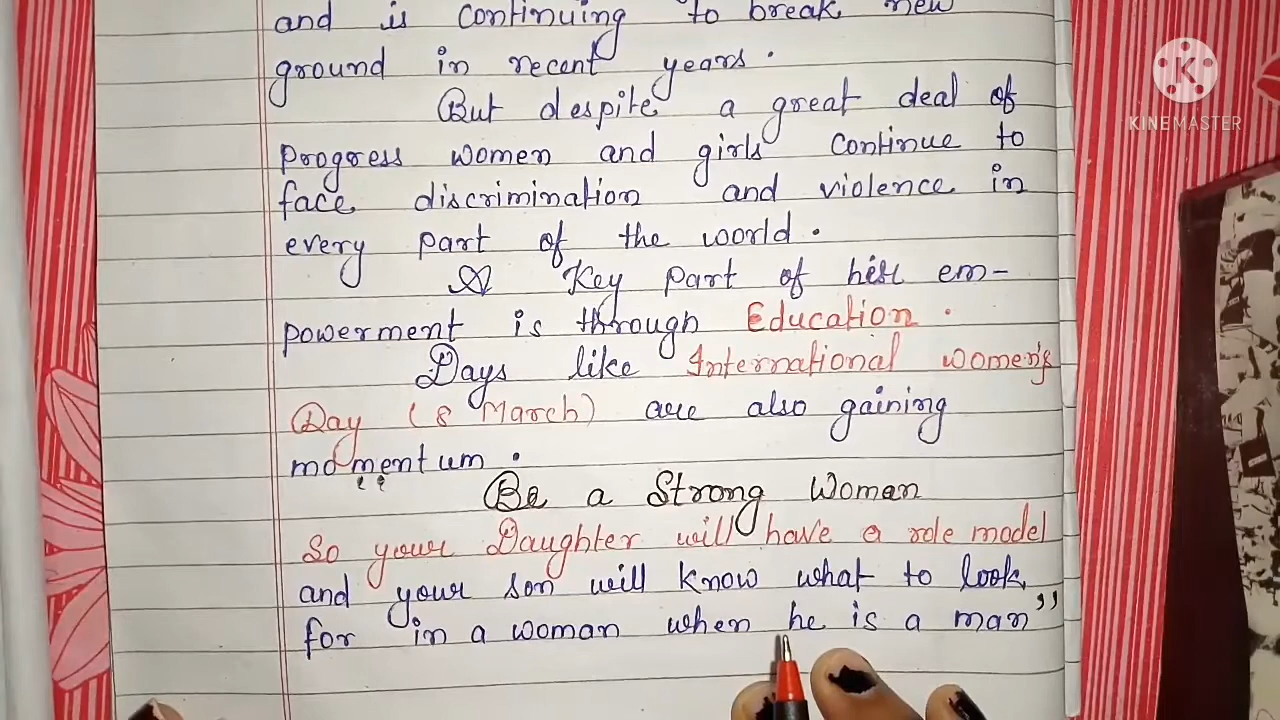 and is continuing to break new
ground in recent years.
But despite a great deal of
Progress women and girls continue to
face discrimination and violence in
every part of the world.
A Key part of her em-
powerment is through Education.
Days like International women's
Day (8 March) are also gaining
momentum.
"Be a Strong Woman
So your Daughter will have a role model
and your son will know what to look
for in a woman when he is a man"
KINEMASTER